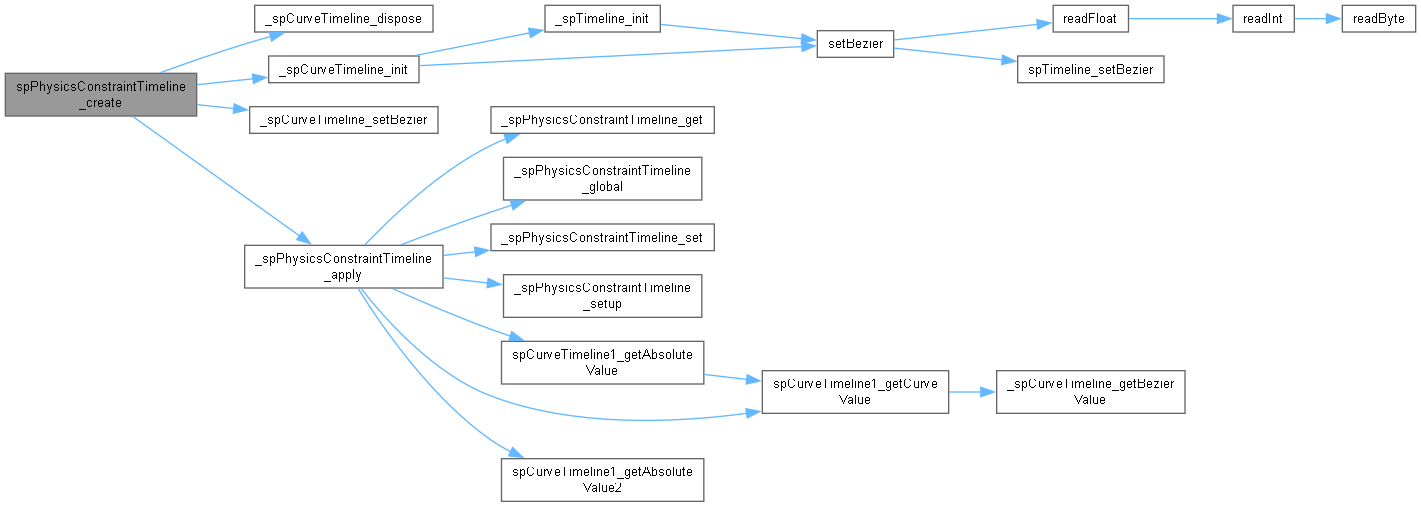 _spCurveTimeline_dispose
_spTimeline_init
readFloat
readInt
readByte
setBezier
_spCurveTimeline_init
spTimeline_setBezier
spPhysicsConstraintTimeline
_create
_spCurveTimeline_setBezier
_spPhysicsConstraintTimeline_get
_spPhysicsConstraintTimeline
_global
_spPhysicsConstraintTimeline_set
_spPhysicsConstraintTimeline
_apply
_spPhysicsConstraintTimeline
_setup
spCurveTimeline1_getAbsolute
Value
spCurveTimeline1_getCurve
Value
_spCurveTimeline_getBezier
Value
spCurveTimeline1_getAbsolute
Value2